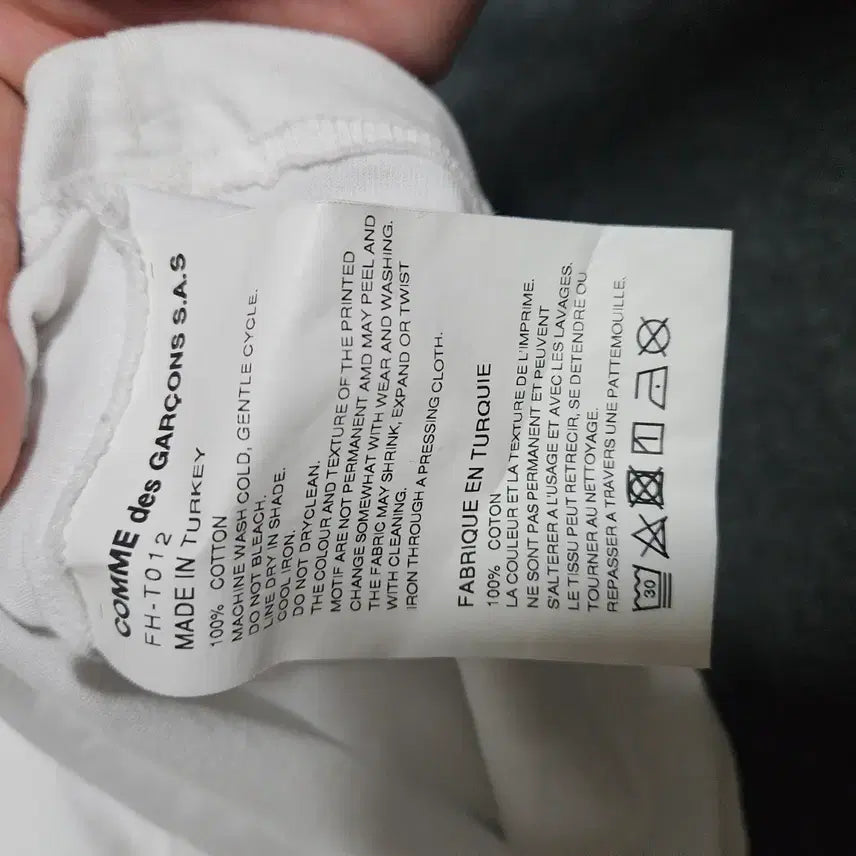 COMME des GARÇONS S.A.S
FH-T012
MADE IN TURKEY
100% COTTON
MACHINE WASH COLD, GENTLE CYCLE.
DO NOT BLEACH.
LINE DRY IN SHADE.
COOL IRON.
DO NOT DRYCLEAN.
THE COLOUR AND TEXTURE OF THE PRINTED
MOTIF ARE NOT PERMANENT AMD MAY PEEL AND
CHANGE SOMEWHAT WITH WEAR AND WASHING.
THE FABRIC MAY SHRINK, EXPAND OR TWIST
WITH CLEANING.
IRON THROUGH A PRESSING CLOTH.
FABRIQUE EN TURQUIE
100% COTON
LA COULEUR ET LA TEXTURE DE L'IMPRIME.
NE SONT PAS PERMANENT ET PEUVENT
S'ALTERER A L'USAGE ET AVEC LES LAVAGES.
LE TISSU PEUT RETRECIR, SE DETENDRE OU
TOURNER AU NETTOYAGE.
REPASSER A TRAVERS UNE PATTEMOUILLE.
30